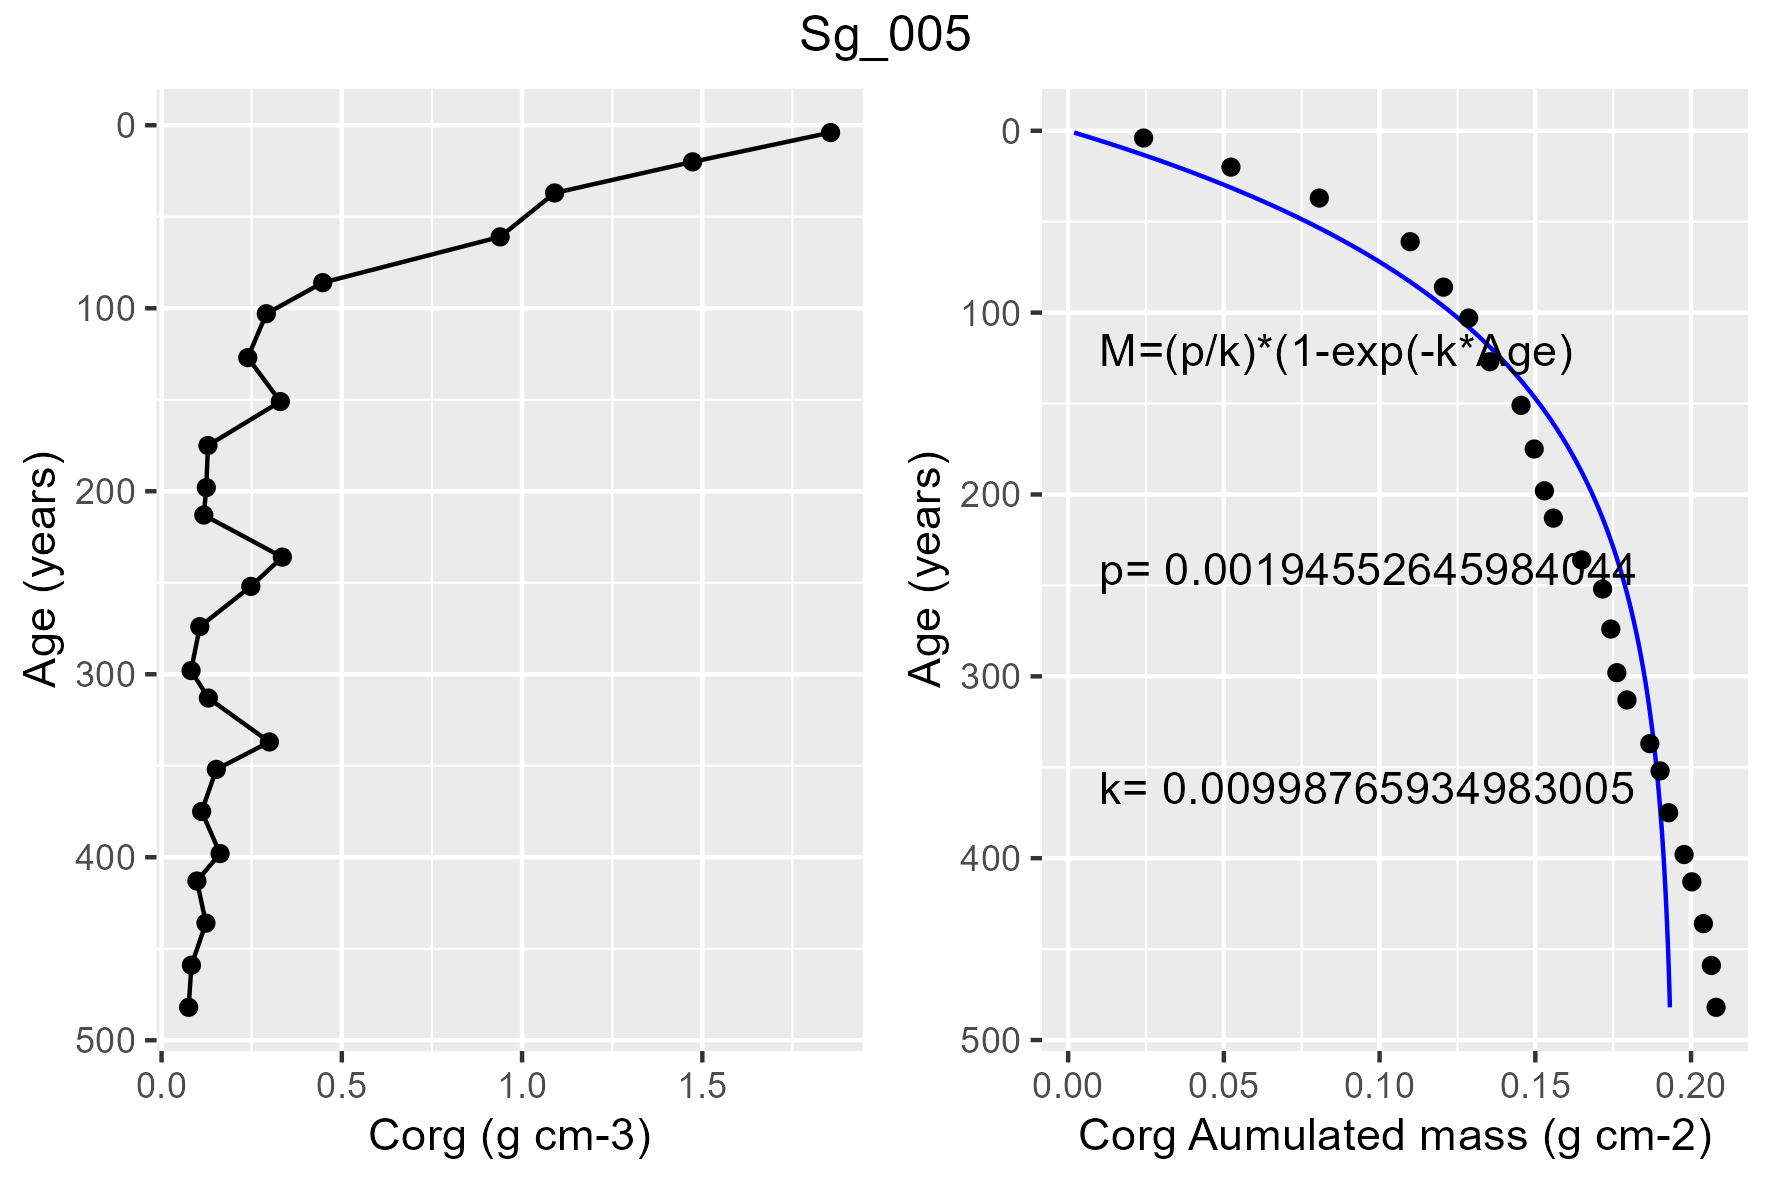 Sg_005
0
100
200
300
400
500
Age (years)
0.0 0.5 1.0 1.5
Corg (g cm-3)
0
100
200
300
400
500
Age (years)
M=(p/k)*(1-exp(-k*Age)
p= 0.00194552645984044
k= 0.00998765934983005
0.00 0.05 0.10 0.15 0.20
Corg Aumulated mass (g cm-2)